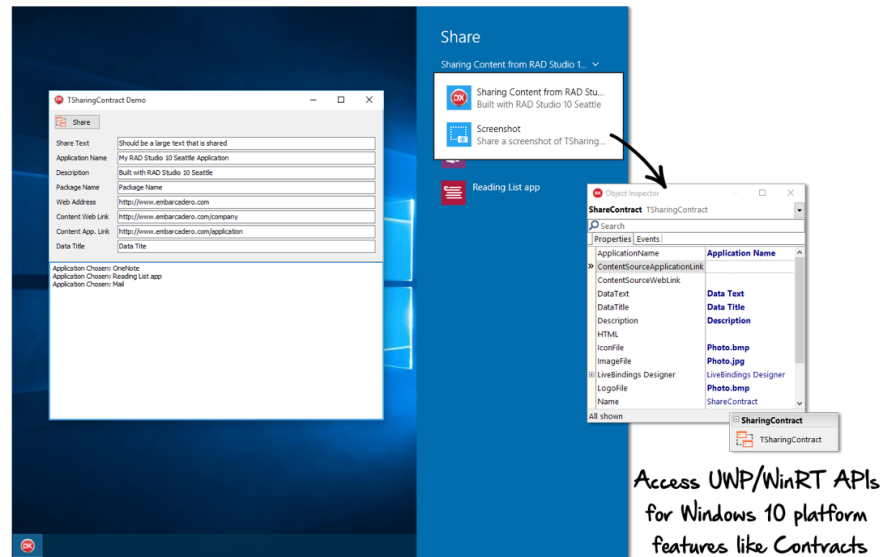 TSharingContract Demo
Share
Share Text
Should be a large text that is shared
Application Name
My RAD Studio 10 Seattle Application
Description
Built with RAD Studio 10 Seattle
Package Name
Package Name
Web Address
http://www.embarcadero.com
Content Web Link
http://www.embarcadero.com/company
Content App. Link
http://www.embarcadero.com/application
Data Title
Data Tite
Application Chosen: OneNote
Application Chosen: Reading List app
Application Chosen: Mail
Share
Sharing Content from RAD Studio 1...
Sharing Content from RAD Stu...
Built with RAD Studio 10 Seattle
Screenshot
Share a screenshot of TSharing...
Reading List app
Object Inspector
ShareContract TSharingContract
Search
Properties Events
ApplicationName Application Name
ContentSourceApplicationLink
ContentSourceWebLink
DataText Data Text
DataTitle Data Title
Description Description
HTML
IconFile Photo.bmp
ImageFile Photo.jpg
LiveBindings Designer LiveBindings Designer
LogoFile Photo.bmp
Name ShareContract
All shown
SharingContract
TSharingContract
Access UWP/WinRT APIs
for Windows 10 platform
features like Contracts
DX